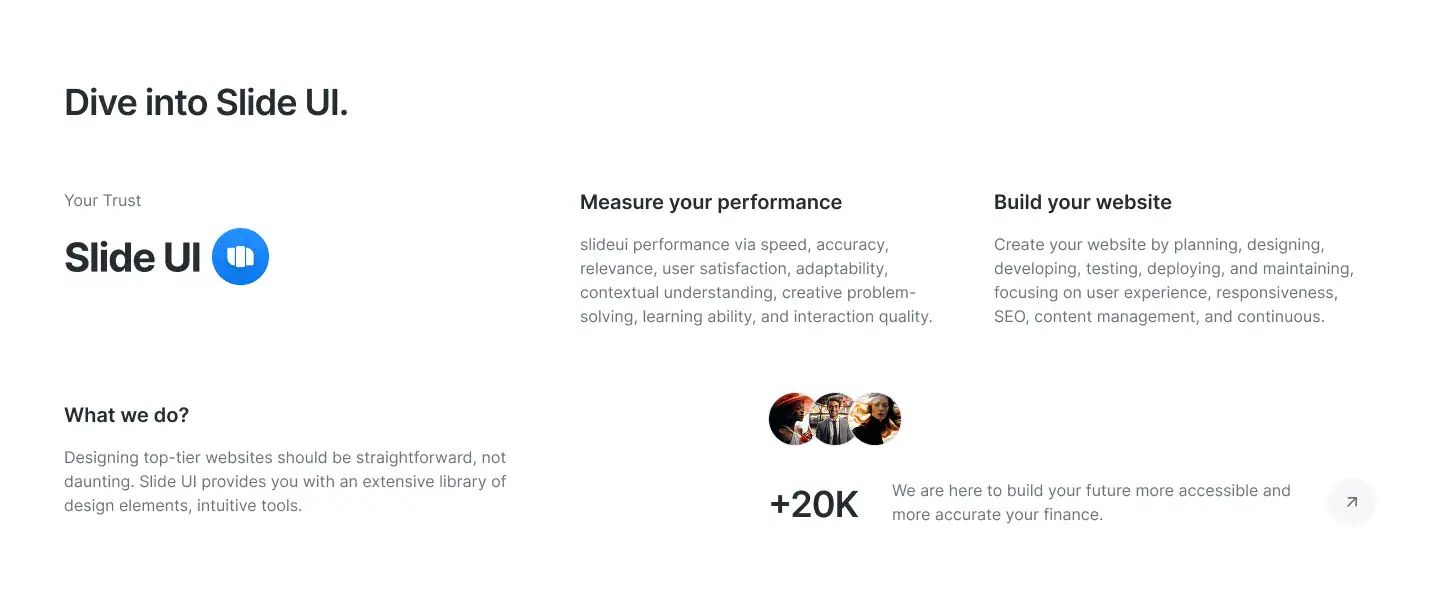 Dive into Slide UI.
Your Trust
Slide UI
Measure your performance
slideui performance via speed, accuracy,
relevance, user satisfaction, adaptability,
contextual understanding, creative problem-
solving, learning ability, and interaction quality.
Build your website
Create your website by planning, designing,
developing, testing, deploying, and maintaining,
focusing on user experience, responsiveness,
SEO, content management, and continuous.
What we do?
Designing top-tier websites should be straightforward, not
daunting. Slide UI provides you with an extensive library of
design elements, intuitive tools.
+20K
We are here to build your future more accessible and
more accurate your finance.